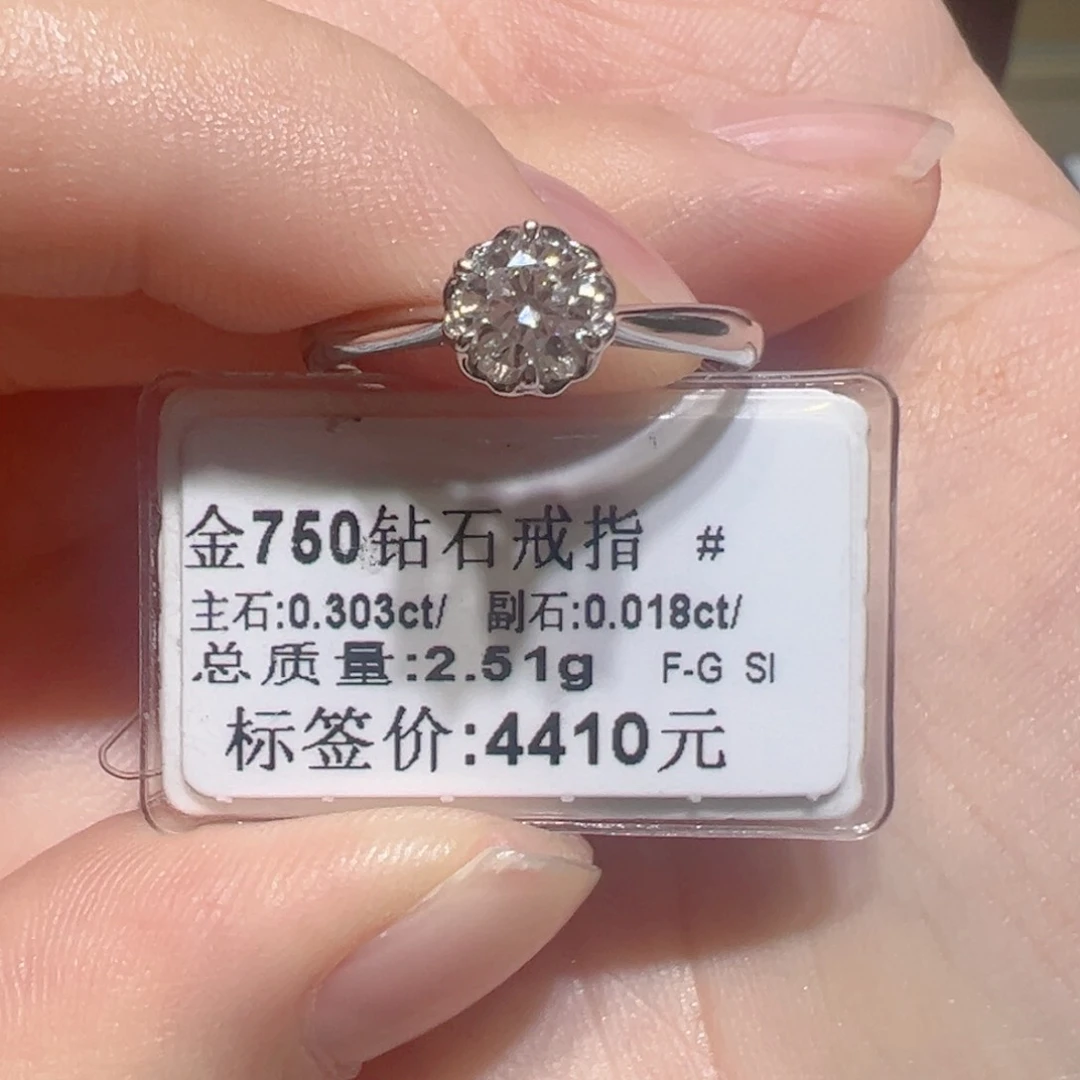 金750钻石戒指 #
主石:0.303ct/ 副石:0.018ct/
总质量:2.51g F-G SI
标签价:4410元